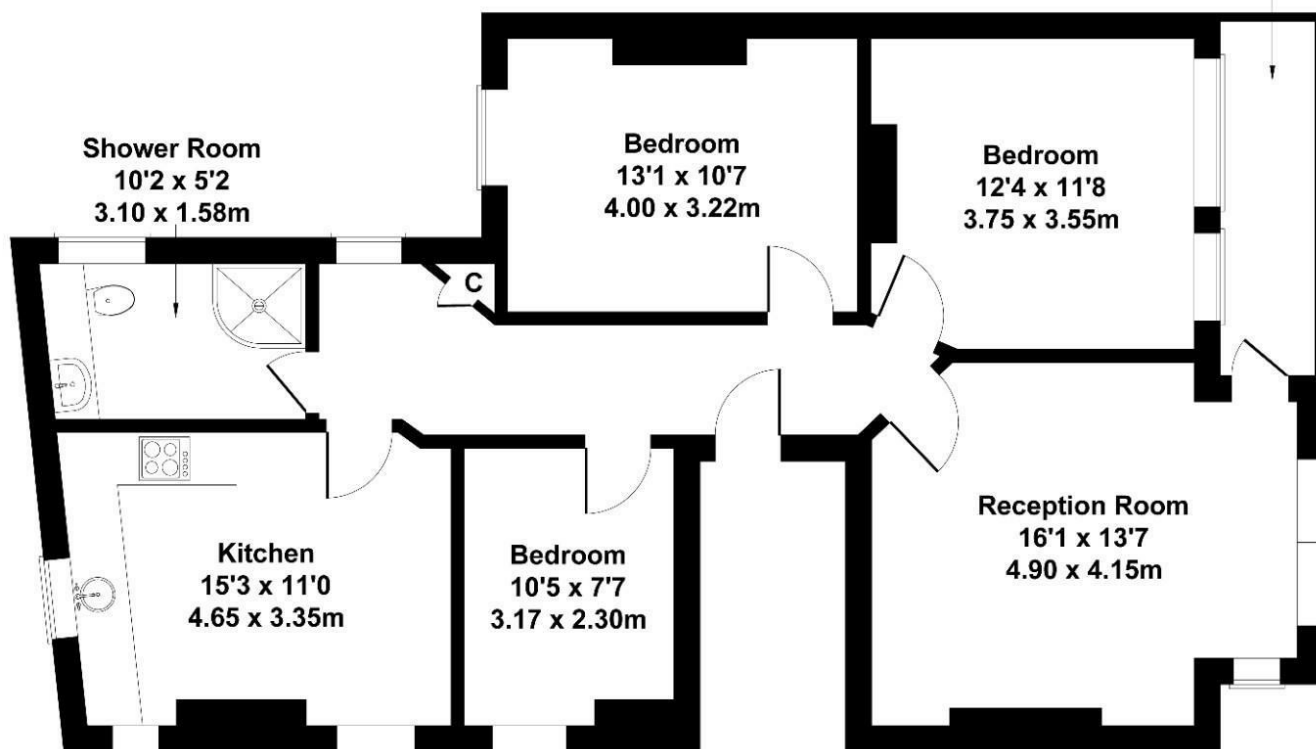 Shower Room
10'2 x 5'2
3.10 x 1.58m
Bedroom
13'1 x 10'7
4.00 x 3.22m
Bedroom
12'4 x 11'8
3.75 x 3.55m
C
Kitchen
15'3 x 11'0
4.65 x 3.35m
Bedroom
10'5 x 7'7
3.17 x 2.30m
Reception Room
16'1 x 13'7
4.90 x 4.15m